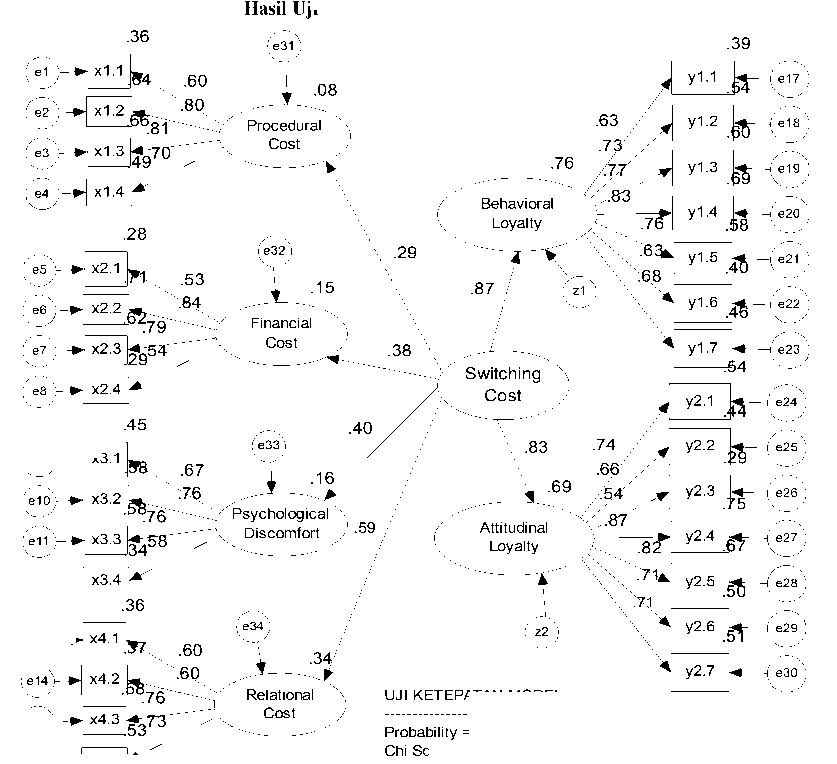 Hasil Uj
.36
e31
.39
e1
x1.1
.64
.60
.08
y1.1
.54
e17
e2
x1.2
.66
.80
Procedural
Cost
.63
y1.2
.60
e18
e3
x1.3
.49
.81
.70
.73
.76
y1.3
.69
e19
e4
x1.4
.77
.83
Behavioral
Loyalty
y1.4
.58
e20
.28
e32
.29
.76
.63
y1.5
.40
e21
e5
x2.1
.71
.53
.15
.87
z1
.68
y1.6
.46
e22
e6
x2.2
.62
.84
Financial
Cost
.38
y1.7
.54
e23
e7
x2.3
.29
.79
.54
Switching
Cost
e8
x2.4
y2.1
.44
e24
.45
e33
.40
.83
.74
y2.2
.29
e25
x3.1
.58
.67
.16
.69
.66
.54
y2.3
.75
e26
e10
x3.2
.58
.76
Psychological
Discomfort
.59
Attitudinal
Loyalty
.87
y2.4
.67
e27
e11
x3.3
.34
.76
.58
.82
y2.5
.50
e28
x3.4
.71
.71
y2.6
.51
e29
.36
e34
z2
y2.7
e30
x4.1
.37
.60
.34
e14
x4.2
.58
.60
Relational
Cost
x4.3
.53
.76
.73
UJI
-----------------
Probability =
Chi